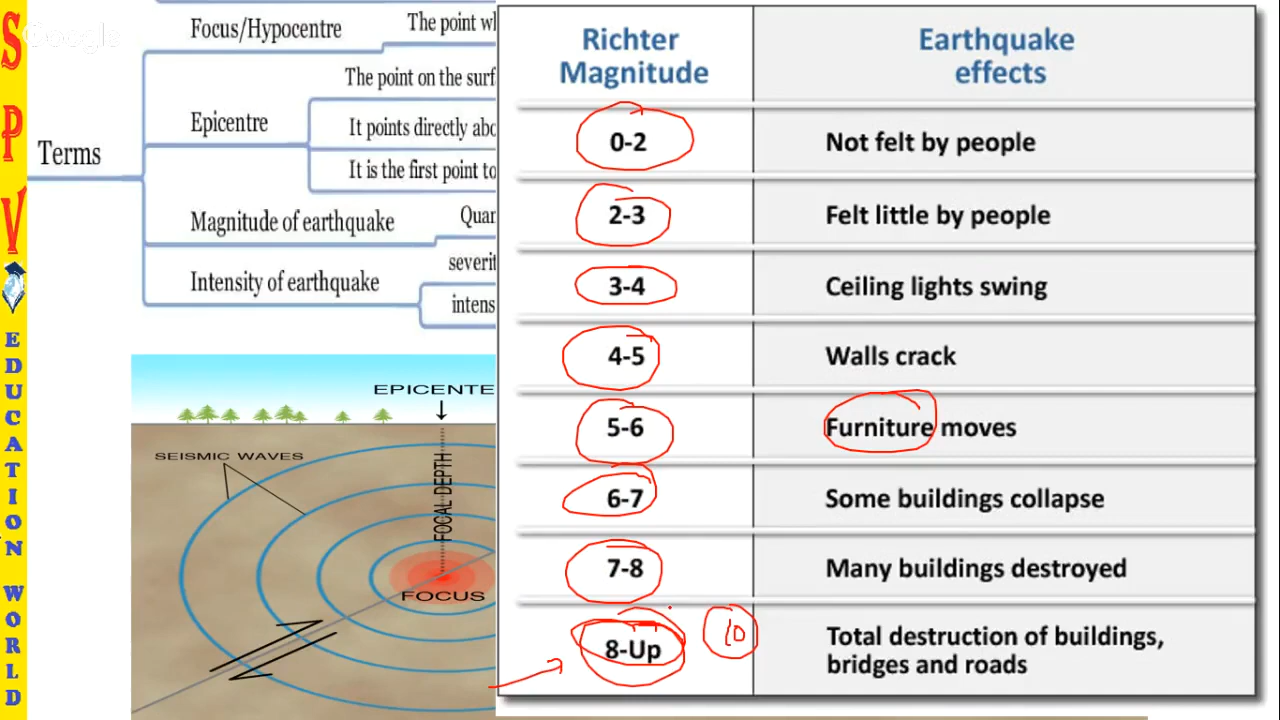 SPV
EDUCATION WORLD
Google
Terms
Focus/Hypocentre
The point wl
Epicentre
The point on the surf
It points directly abo
It is the first point to
Magnitude of earthquake
Quar
Intensity of earthquake
severit
intens
EPICENTE
SEISMIC WAVES
FOCAL DEPTH
FOCUS
Richter Magnitude
Earthquake effects
0-2
Not felt by people
2-3
Felt little by people
3-4
Ceiling lights swing
4-5
Walls crack
5-6
Furniture moves
6-7
Some buildings collapse
7-8
Many buildings destroyed
8-Up
10
Total destruction of buildings,
bridges and roads